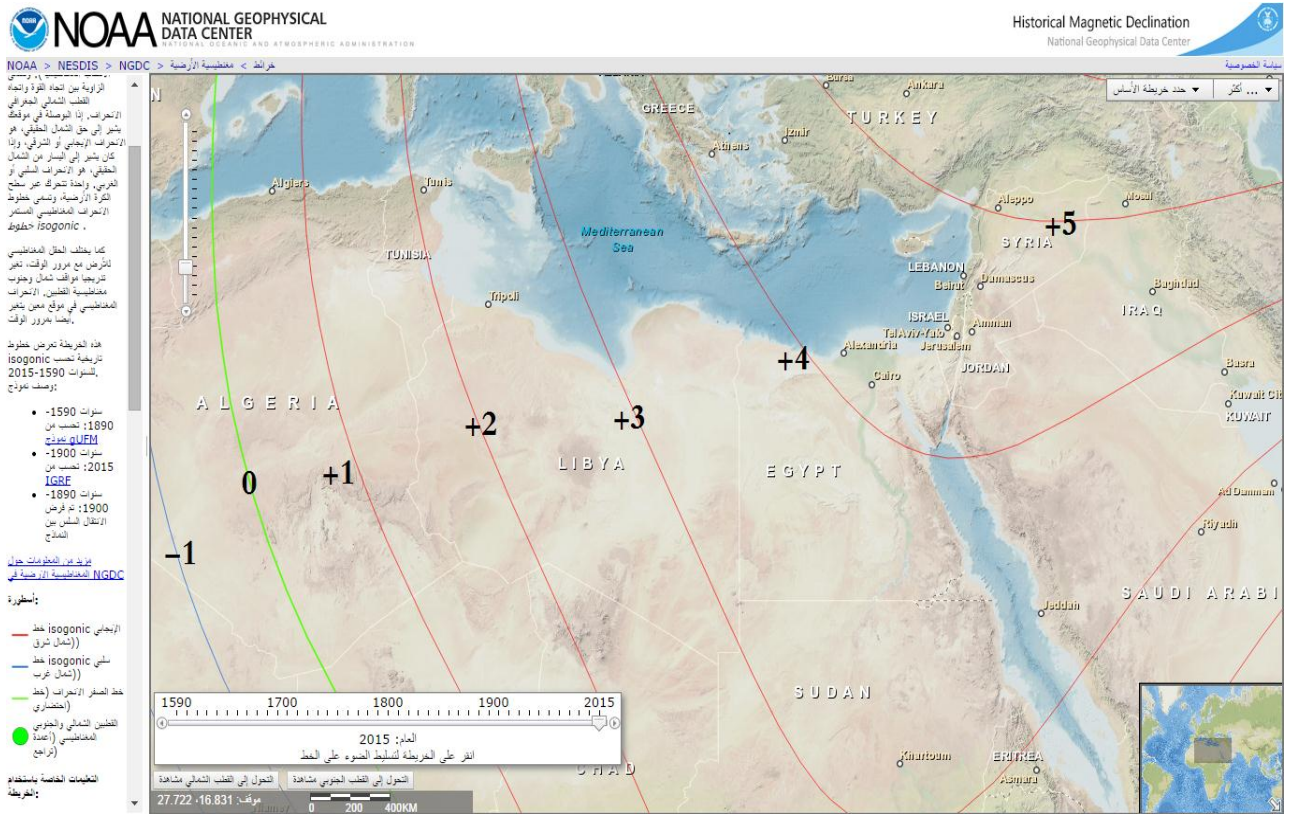 NOAA
NATIONAL GEOPHYSICAL
DATA CENTER
NATIONAL OCEANIC AND ATMOSPHERIC ADMINISTRATION
Historical Magnetic Declination
National Geophysical Data Center
NOAA > NESDIS > NGDC > مغنطيسية الأرضية > خرائط
سياسة الخصوصية
الزاوية بين اتجاه القوة واتجاه
القطب الشمالي الجغرافي
الانحراف. إذا البوصلة في موقعك
يشير إلى حق الشمال الحقيقي، هو
الانحراف الإيجابي أو الشرقي، وإذا
كان يشير إلى اليسار من الشمال
الحقيقي، هو الانحراف السلبي أو
الغربي. واحدة تتحرك عبر سطح
الكرة الأرضية، وتسمى خطوط
الانحراف المغناطيسي المستمر
خطوط isogonic .
كما يختلف الحقل المغناطيسي
للأرض مع مرور الوقت، تغير
تدريجيا مواقف شمال وجنوب
مغناطيسية القطبين. الانحراف
المغناطيسي في موقع معين يتغير
أيضا بمرور الوقت.
هذه الخريطة تعرض خطوط
isogonic تاريخية تحسب
للسنوات 1590-2015.
وصف نموذج:
سنوات 1590-
1890: تحسب من
نموذج gUFM
سنوات 1900-
2015: تحسب من
IGRF
سنوات 1890-
1900: تم فرض
الانتقال السلس بين
النماذج
مزيد من المعلومات حول
المغناطيسية الأرضية في NGDC
أسطورة:
خط isogonic الإيجابي
(شمال شرق)
خط isogonic سلبي
(شمال غرب)
خط الصفر الانحراف (خط
القطبين الشمالي والجنوبي
المغناطيسي (أعمدة
تراجع)
التعليمات الخاصة باستخدام
الخريطة:
حدد خريطة الأساس
أكثر ...
Bursa
Ankara
GREECE
TURKEY
Izmir
Athens
Algiers
Tunis
Aleppo
Mosul
+5
SYRIA
Mediterranean
Sea
TUNISIA
LEBANON
Beirut
Damascus
Baghdad
Tripoli
IRAQ
ISRAEL
Tel Aviv-Yafo
Amman
Jerusalem
Alexandria
+4
JORDAN
Basra
Cairo
Kuwait Cit
KUWAIT
ALGERIA
+2
+3
LIBYA
EGYPT
+1
0
Ad Damman
Riyadh
-1
SAUDI ARABI
Jeddah
SUDAN
Khartoum
ERITREA
Asmara
CHAD
1590 1700 1800 1900 2015
العام: 2015
انقر على الخريطة لتسليط الضوء على الخط
التحول إلى القطب الشمالي مشاهدة
التحول إلى القطب الجنوبي مشاهدة
موقف: 16.831، 27.722
0 200 400KM